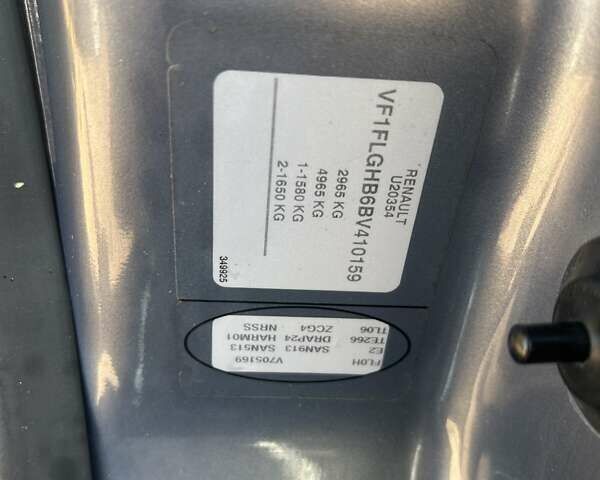 RENAULT
U20354
VF1FLGHB6BV410159
2965 KG
4965 KG
1-1580 KG
2-1650 KG
349925
FL0H V705169
E2 SAN913 SAN513
TE266 DRAP24 HARM01
TL06 ZCG4 NRSS